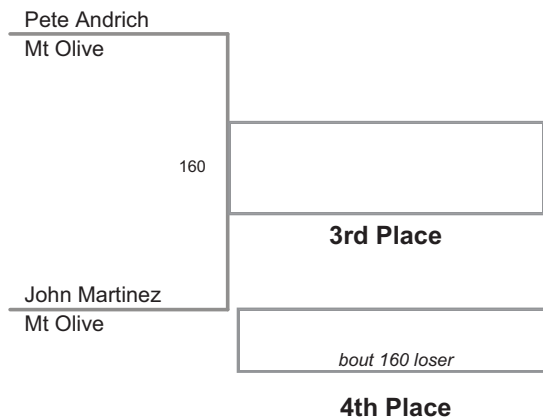 Pete Andrich
Mt Olive
160
3rd Place
John Martinez
Mt Olive
bout 160 loser
4th Place